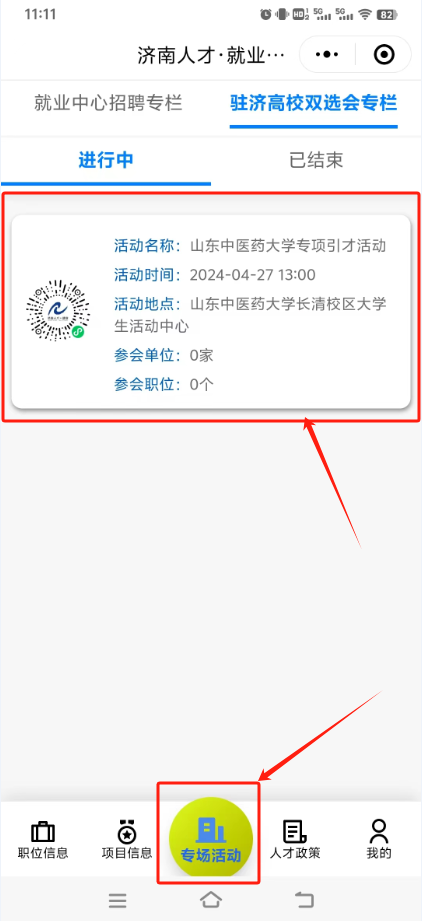 11:11
5G
5G
82
济南人才·就业···
就业中心招聘专栏
驻济高校双选会专栏
进行中
已结束
活动名称：山东中医药大学专项引才活动
活动时间：2024-04-27 13:00
活动地点：山东中医药大学长清校区大学
生活动中心
参会单位：0家
参会职位：0个
职位信息
项目信息
专场活动
人才政策
我的